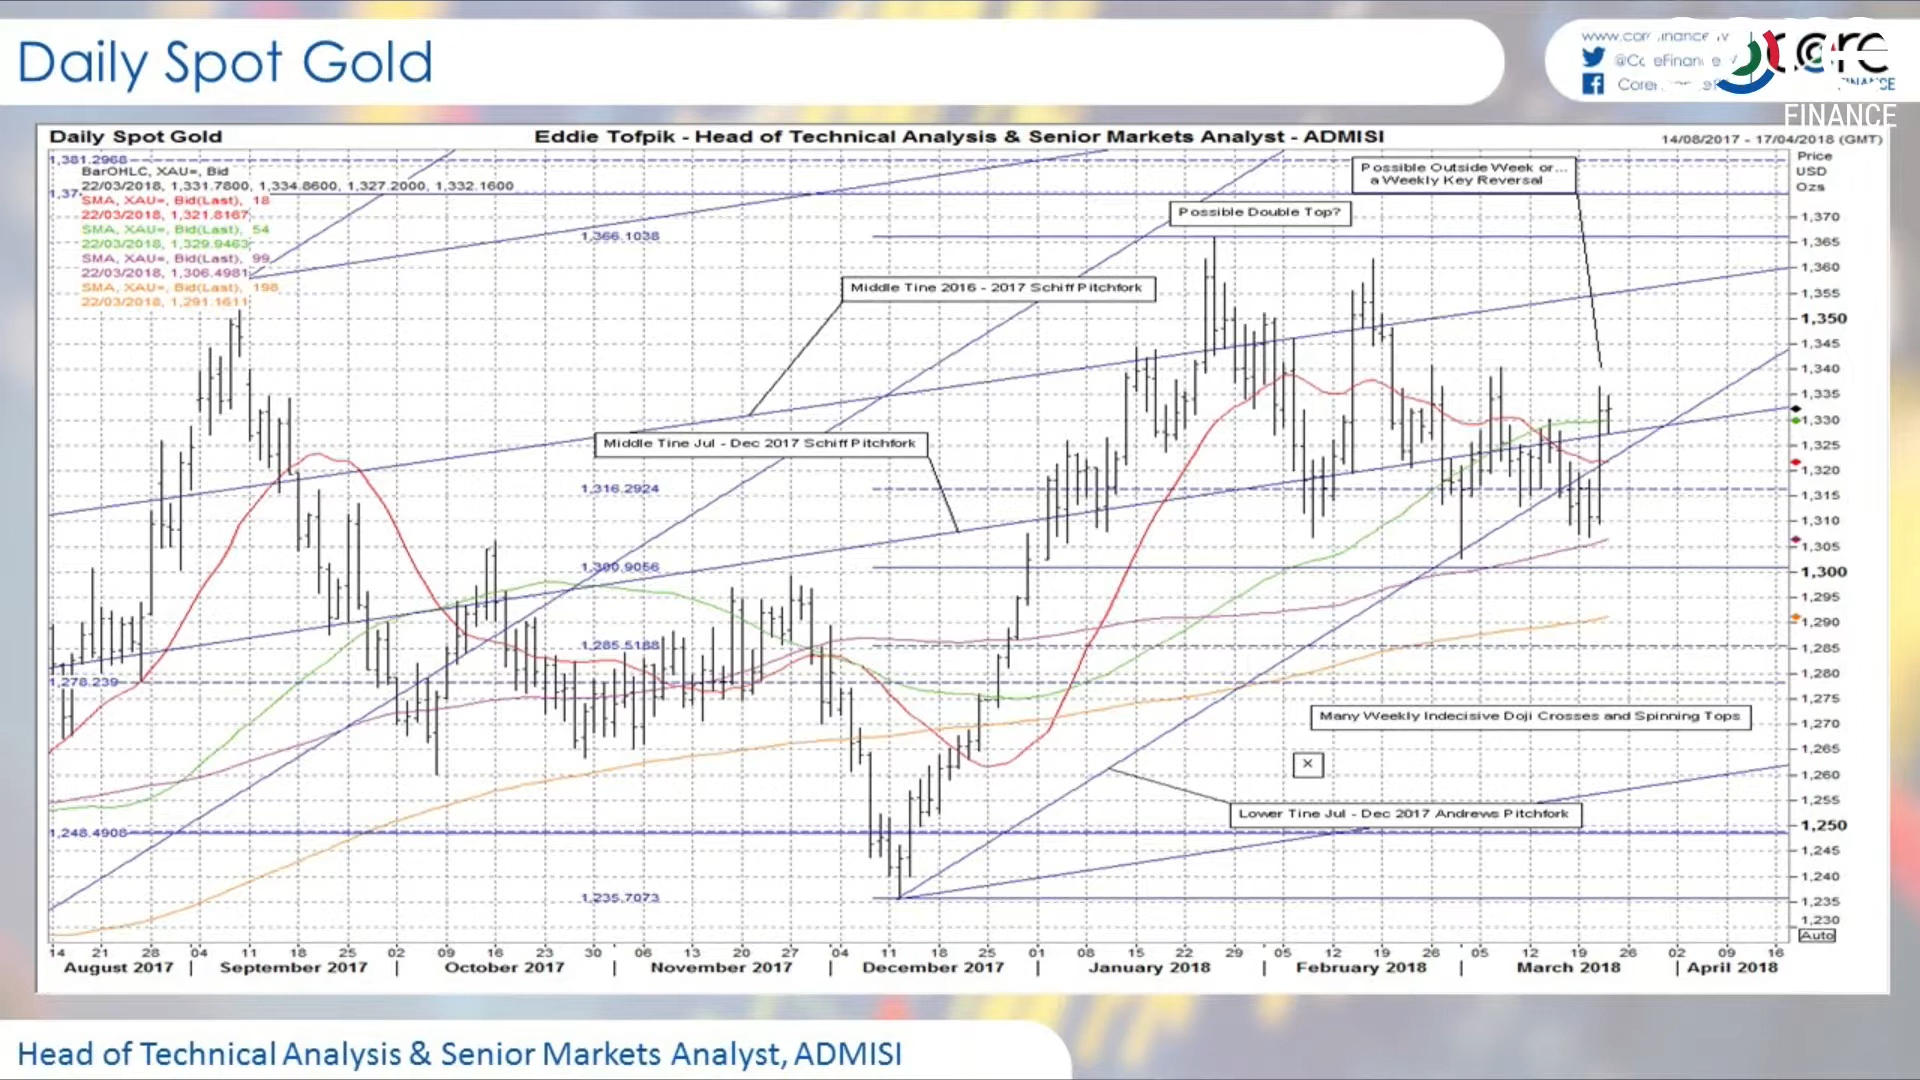 Daily Spot Gold
FINANCE
Daily Spot Gold
Eddie Tofpik - Head of Technical Analysis & Senior Markets Analyst - ADMISI
14/08/2017 - 17/04/2018 (GMT)
1,381.2968
BarOHLC, XAU=, Bid
22/03/2018, 1,331.7800, 1,334.8600, 1,327.2000, 1,332.1600
SMA, XAU=, Bid(Last), 18
22/03/2018, 1,321.8167
SMA, XAU=, Bid(Last), 54
22/03/2018, 1,329.9463
SMA, XAU=, Bid(Last), 99
22/03/2018, 1,306.4981
SMA, XAU=, Bid(Last), 198
22/03/2018, 1,291.1611
Possible Outside Week or...
a Weekly Key Reversal
Possible Double Top?
1,366.1038
Middle Tine 2016 - 2017 Schiff Pitchfork
Middle Tine Jul - Dec 2017 Schiff Pitchfork
1,316.2924
1,300.9056
1,285.5188
1,278.239
Many Weekly Indecisive Doji Crosses and Spinning Tops
×
Lower Tine Jul - Dec 2017 Andrews Pitchfork
1,248.4908
1,235.7073
Price
USD
Ozs
1,370
1,365
1,360
1,355
1,350
1,345
1,340
1,335
1,330
1,325
1,320
1,315
1,310
1,305
1,300
1,295
1,290
1,285
1,280
1,275
1,270
1,265
1,260
1,255
1,250
1,245
1,240
1,235
1,230
Auto
14 21 28 04 11 18 25 02 09 16 23 30 06 13 20 27 04 11 18 25 01 08 15 22 29 05 12 19 26 05 12 19 26 02 09 16
August 2017 September 2017 October 2017 November 2017 December 2017 January 2018 February 2018 March 2018 April 2018
Head of Technical Analysis & Senior Markets Analyst, ADMISI